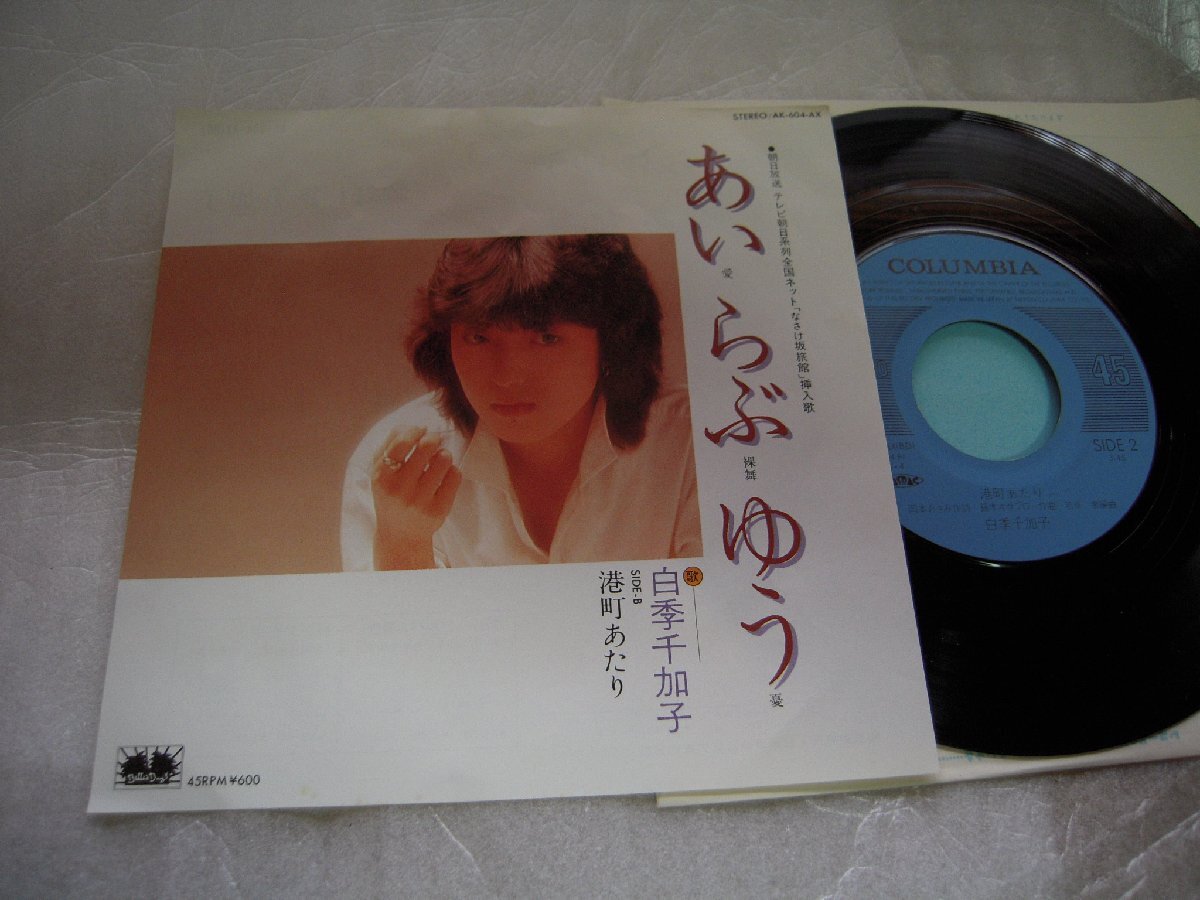 STEREO/AK-604-AX
●朝日放送 テレビ朝日系列全国ネット「なさけ坂旅館」挿入歌
あい らぶ ゆう
愛 裸舞 憂
歌
白季千加子
SIDE-B
港町あたり
45RPM ¥600
COLUMBIA
45
SIDE 2
3:45
港町あたり
白季千加子